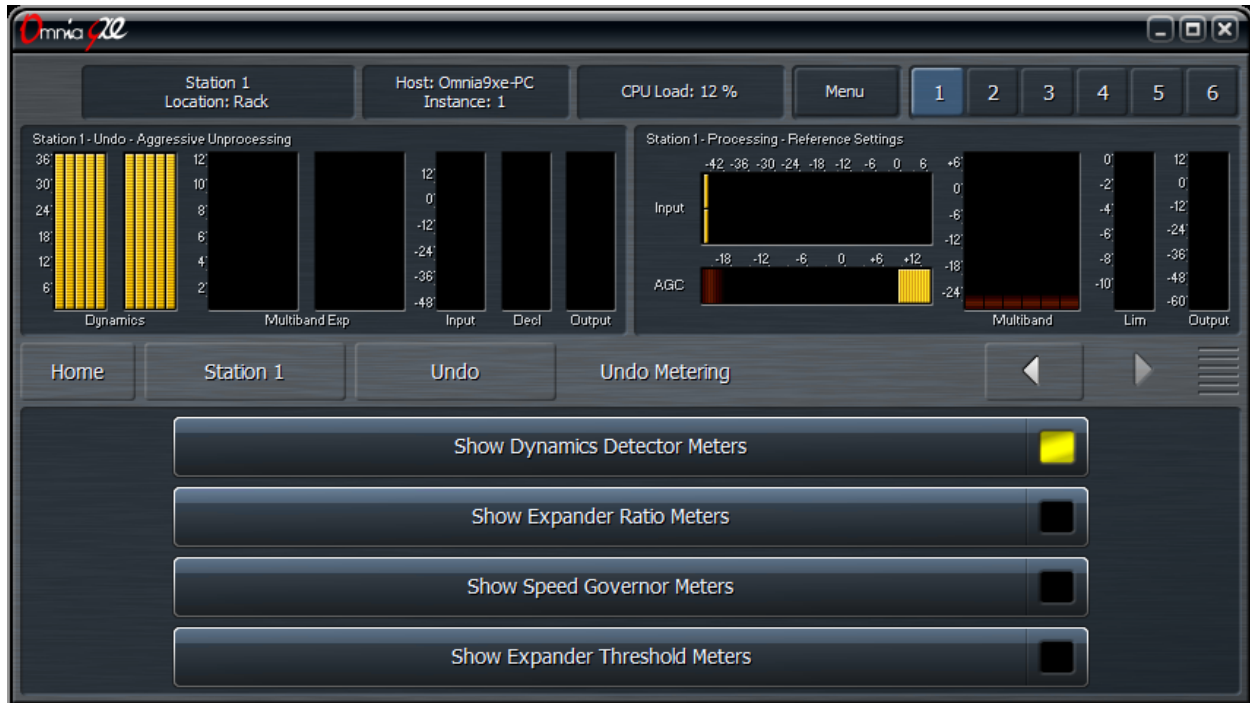 Omnia 9XE
Station 1
Location: Rack
Host: Omnia9xe-PC
Instance: 1
CPU Load: 12 %
Menu
1 2 3 4 5 6
Station 1 - Undo - Aggressive Unprocessing
36 30 24 18 12 6
12 10 8 6 4 2
12 0 -12 -24 -36 -48
Dynamics Multiband Exp Input Decl Output
Station 1 - Processing - Reference Settings
-42 -36 -30 -24 -18 -12 -6 0 6
Input
-18 -12 -6 0 +6 +12
AGC
+6 0 -6 -12 -18 -24
0 -2 -4 -6 -8 -10
12 0 -12 -24 -36 -48 -60
Multiband Lim Output
Home Station 1 Undo Undo Metering
Show Dynamics Detector Meters
Show Expander Ratio Meters
Show Speed Governor Meters
Show Expander Threshold Meters